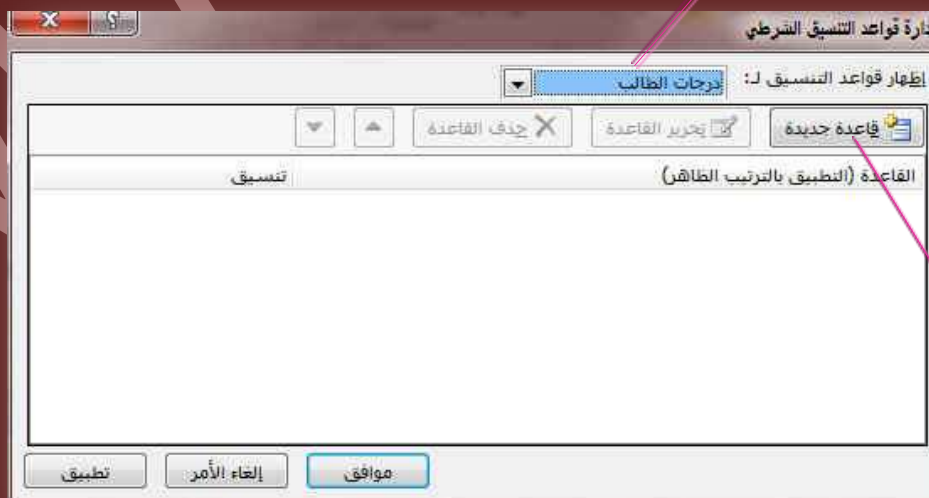 دارة قواعد التنسيق الشرطي
إظهار قواعد التنسيق لـ: درجات الطالب
قاعدة جديدة تحرير القاعدة حذف القاعدة
القاعدة (التطبيق بالترتيب الظاهر) تنسيق
موافق إلغاء الأمر تطبيق